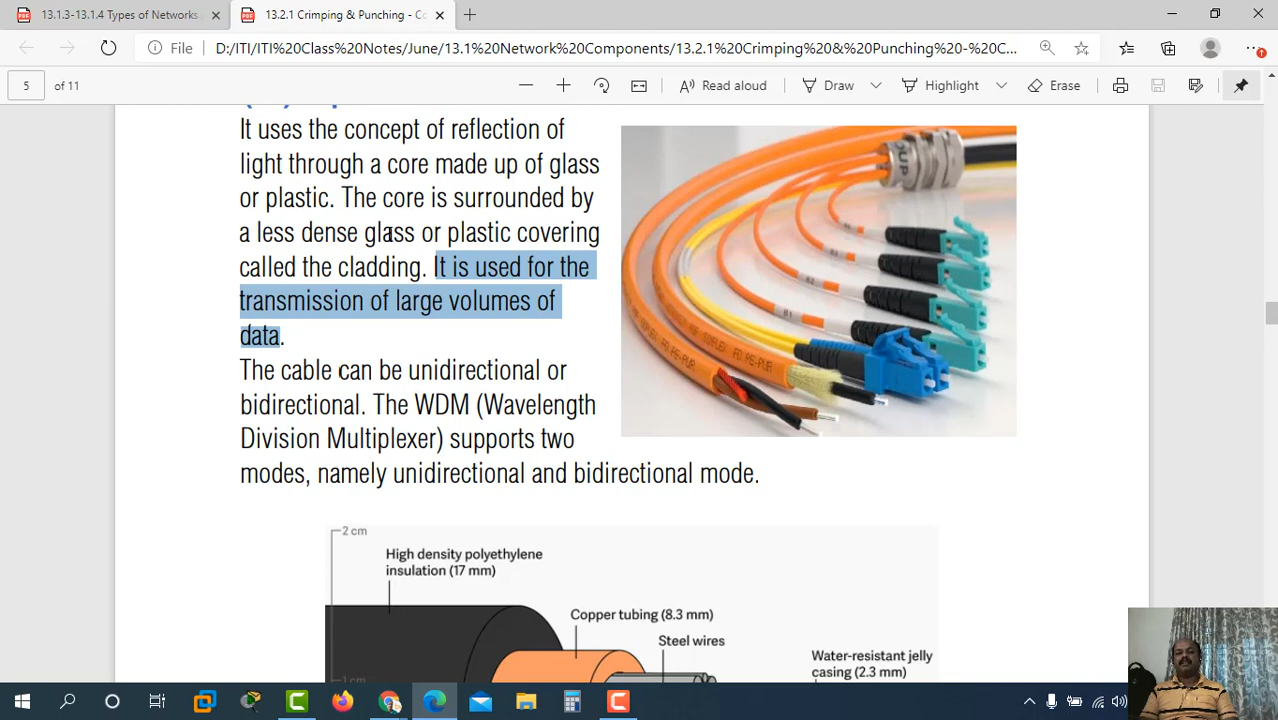 13.1.3-13.1.4 Types of Networks
13.2.1 Crimping & Punching - Co
File
D:/ITI/ITI%20Class%20Notes/June/13.1%20Network%20Components/13.2.1%20Crimping%20&%20Punching%20-%20C...
5 of 11
Read aloud
Draw
Highlight
Erase
It uses the concept of reflection of
light through a core made up of glass
or plastic. The core is surrounded by
a less dense glass or plastic covering
called the cladding. It is used for the
transmission of large volumes of
data.
The cable can be unidirectional or
bidirectional. The WDM (Wavelength
Division Multiplexer) supports two
modes, namely unidirectional and bidirectional mode.
2 cm
High density polyethylene
insulation (17 mm)
Copper tubing (8.3 mm)
Steel wires
Water-resistant jelly
casing (2.3 mm)
1 cm